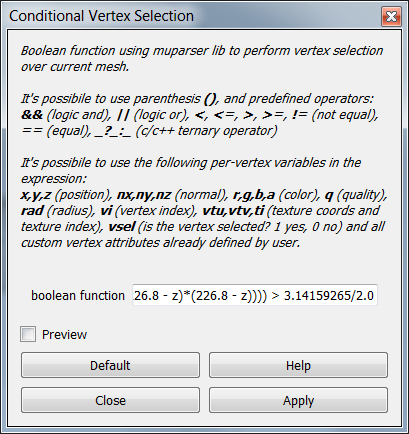 Conditional Vertex Selection
Boolean function using muparser lib to perform vertex selection
over current mesh.
It's possibile to use parenthesis (), and predefined operators:
&& (logic and), || (logic or), <, <=, >, >=, != (not equal),
== (equal), _?_:_ (c/c++ ternary operator)
It's possibile to use the following per-vertex variables in the
expression:
x,y,z (position), nx,ny,nz (normal), r,g,b,a (color), q (quality),
rad (radius), vi (vertex index), vtu,vtv,ti (texture coords and
texture index), vsel (is the vertex selected? 1 yes, 0 no) and all
custom vertex attributes already defined by user.
boolean function 26.8 - z)*(226.8 - z)))) > 3.14159265/2.0
Preview
Default Help
Close Apply